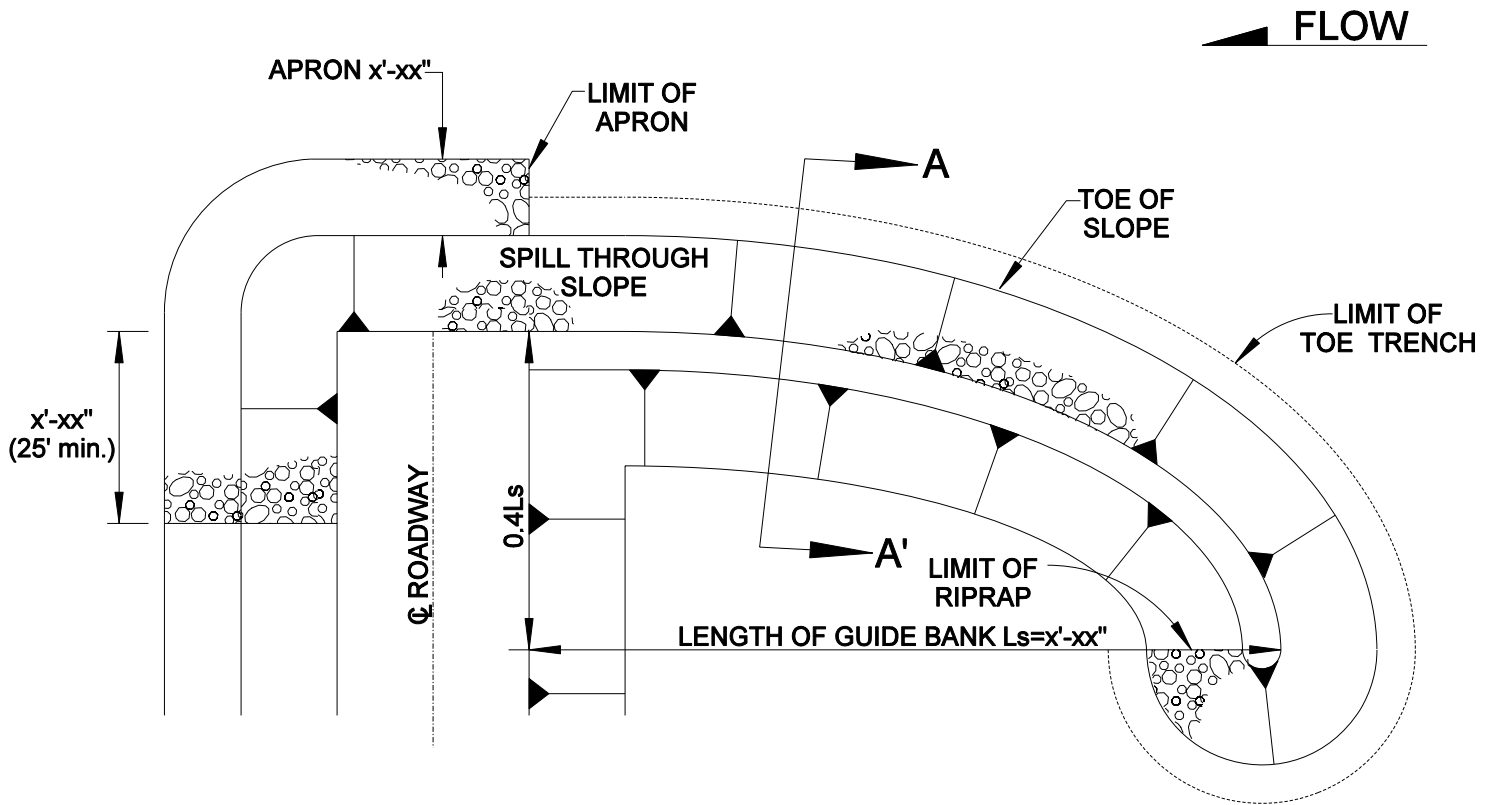 FLOW
APRON x'-xx"
LIMIT OF
APRON
A
TOE OF
SLOPE
SPILL THROUGH
SLOPE
LIMIT OF
TOE TRENCH
x'-xx"
(25' min.)
℄ ROADWAY
0.4Ls
A'
LIMIT OF
RIPRAP
LENGTH OF GUIDE BANK Ls=x'-xx"